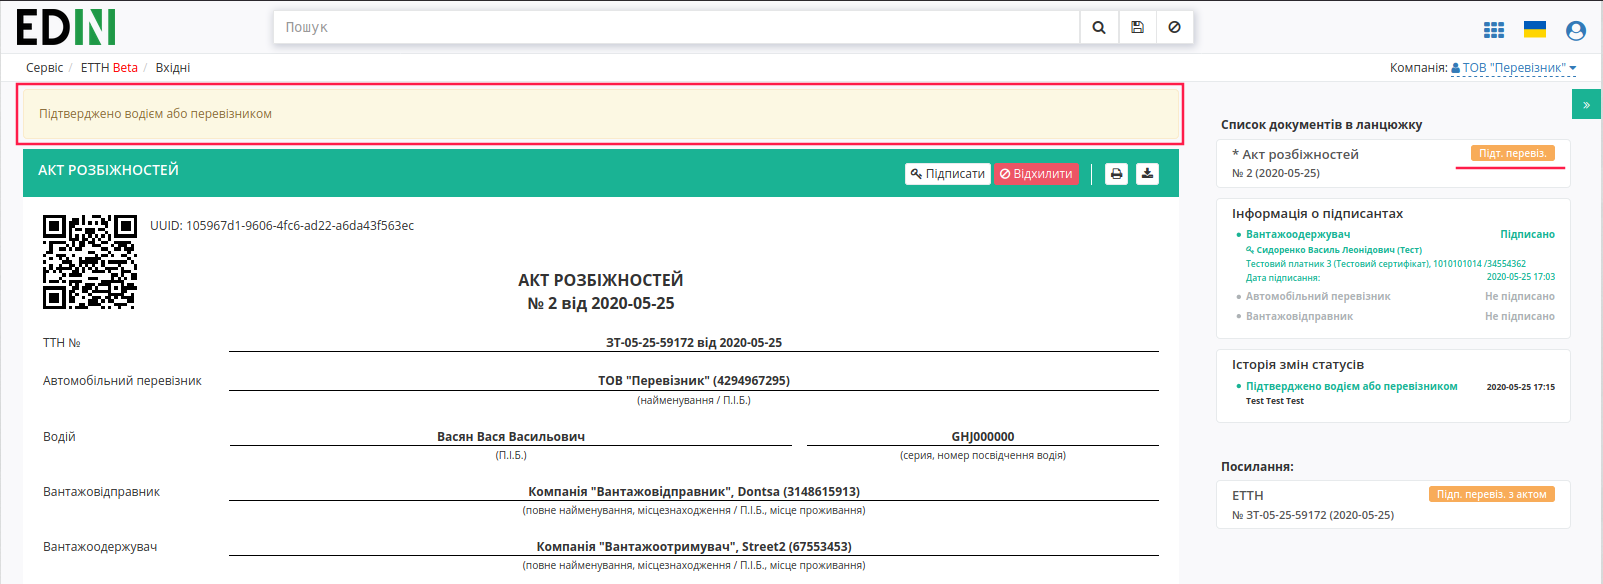 EDIN
Пошук
Сервіс / ЕТТН Beta / Вхідні
Компанія: ТОВ "Перевізник"
Підтверджено водієм або перевізником
АКТ РОЗБІЖНОСТЕЙ
Підписати
Відхилити
UUID: 105967d1-9606-4fc6-ad22-a6da43f563ec
АКТ РОЗБІЖНОСТЕЙ
№ 2 від 2020-05-25
ТТН № ЗТ-05-25-59172 від 2020-05-25
Автомобільний перевізник ТОВ "Перевізник" (4294967295)
(найменування / П.І.Б.)
Водій Васян Вася Васильович GHJ000000
(П.І.Б.) (серия, номер посвідчення водія)
Вантажовідправник Компанія "Вантажовідправник", Dontsa (3148615913)
(повне найменування, місцезнаходження / П.І.Б., місце проживання)
Вантажоодержувач Компанія "Вантажоотримувач", Street2 (67553453)
(повне найменування, місцезнаходження / П.І.Б., місце проживання)
»
Список документів в ланцюжку
* Акт розбіжностей Підт. перевіз.
№ 2 (2020-05-25)
Інформація о підписантах
Вантажоодержувач Підписано
Сидоренко Василь Леонідович (Тест)
Тестовий платник 3 (Тестовий сертифікат), 1010101014 /34554362
Дата підписання: 2020-05-25 17:03
Автомобільний перевізник Не підписано
Вантажовідправник Не підписано
Історія змін статусів
Підтверджено водієм або перевізником 2020-05-25 17:15
Test Test Test
Посилання:
ЕТТН Підп. перевіз. з актом
№ ЗТ-05-25-59172 (2020-05-25)